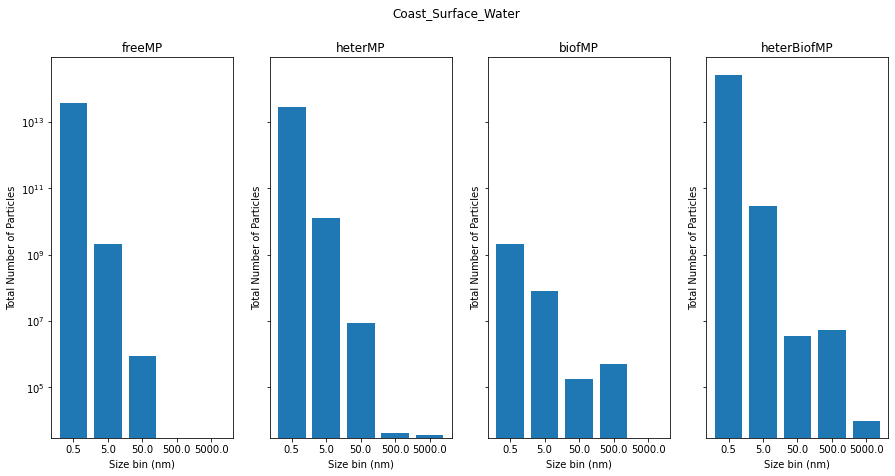 Coast_Surface_Water
freeMP
heterMP
biofMP
heterBiofMP
Total Number of Particles
10^13
10^11
10^9
10^7
10^5
0.5 5.0 50.0 500.0 5000.0
Size bin (nm)
Total Number of Particles
0.5 5.0 50.0 500.0 5000.0
Size bin (nm)
Total Number of Particles
0.5 5.0 50.0 500.0 5000.0
Size bin (nm)
Total Number of Particles
0.5 5.0 50.0 500.0 5000.0
Size bin (nm)